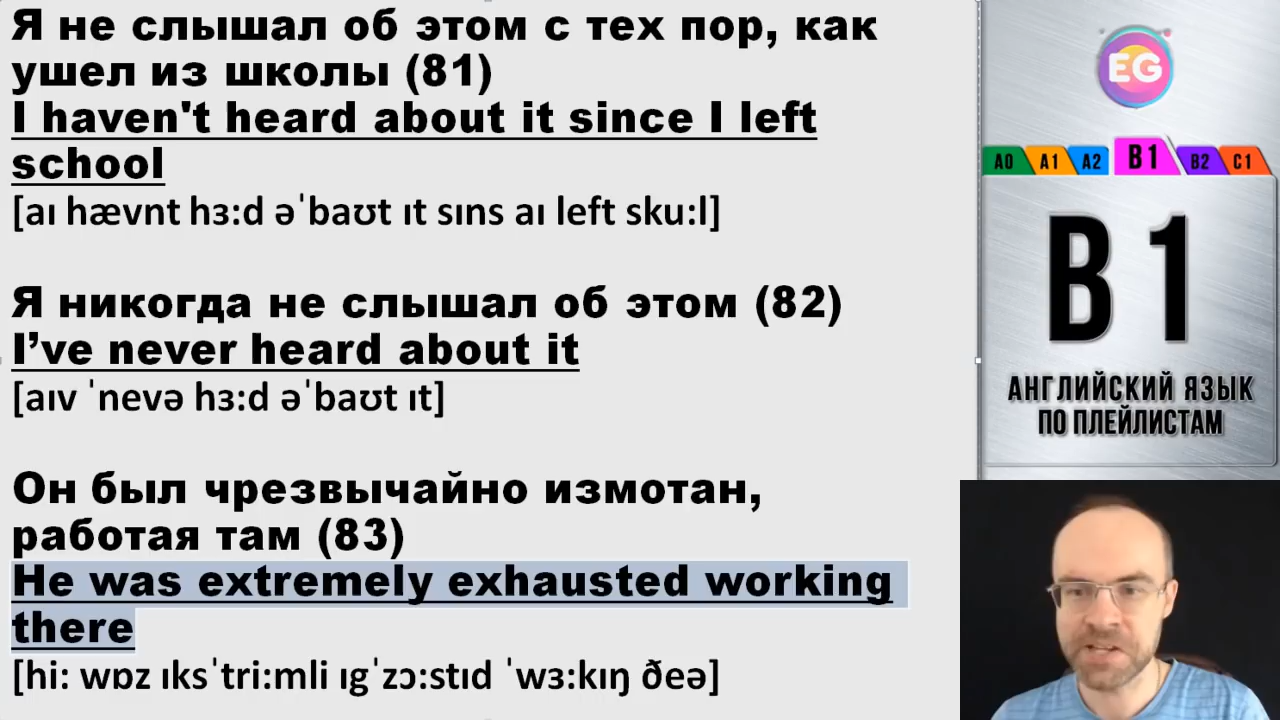 Я не слышал об этом с тех пор, как
ушел из школы (81)
I haven't heard about it since I left
school
[aɪ hævnt hɜ:d əˈbaʊt ɪt sɪns aɪ left sku:l]
Я никогда не слышал об этом (82)
I’ve never heard about it
[aɪv ˈnevə hɜ:d əˈbaʊt ɪt]
Он был чрезвычайно измотан,
работая там (83)
He was extremely exhausted working
there
[hi: wɒz ɪksˈtri:mli ɪgˈzɔ:stɪd ˈwɜ:kɪŋ ðeə]
EG
A0 A1 A2 B1 B2 C1
B1
АНГЛИЙСКИЙ ЯЗЫК
ПО ПЛЕЙЛИСТАМ